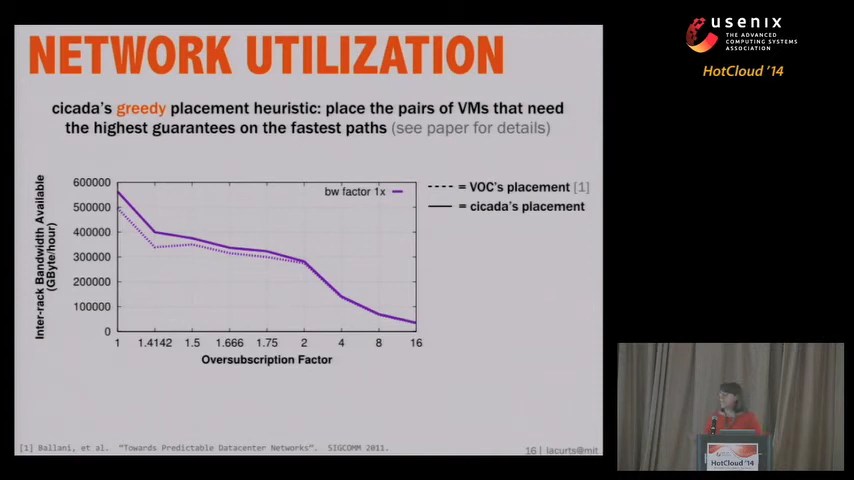 NETWORK UTILIZATION
cicada's greedy placement heuristic: place the pairs of VMs that need
the highest guarantees on the fastest paths (see paper for details)
Inter-rack Bandwidth Available
(GByte/hour)
600000
500000
400000
300000
200000
100000
0
bw factor 1x
1 1.4142 1.5 1.666 1.75 2 4 8 16
Oversubscription Factor
= VOC's placement [1]
= cicada's placement
[1] Ballani, et al. "Towards Predictable Datacenter Networks". SIGCOMM 2011.
16 | lacurts@mit
usenix
THE ADVANCED
COMPUTING SYSTEMS
ASSOCIATION
HotCloud '14
HotCloud '14